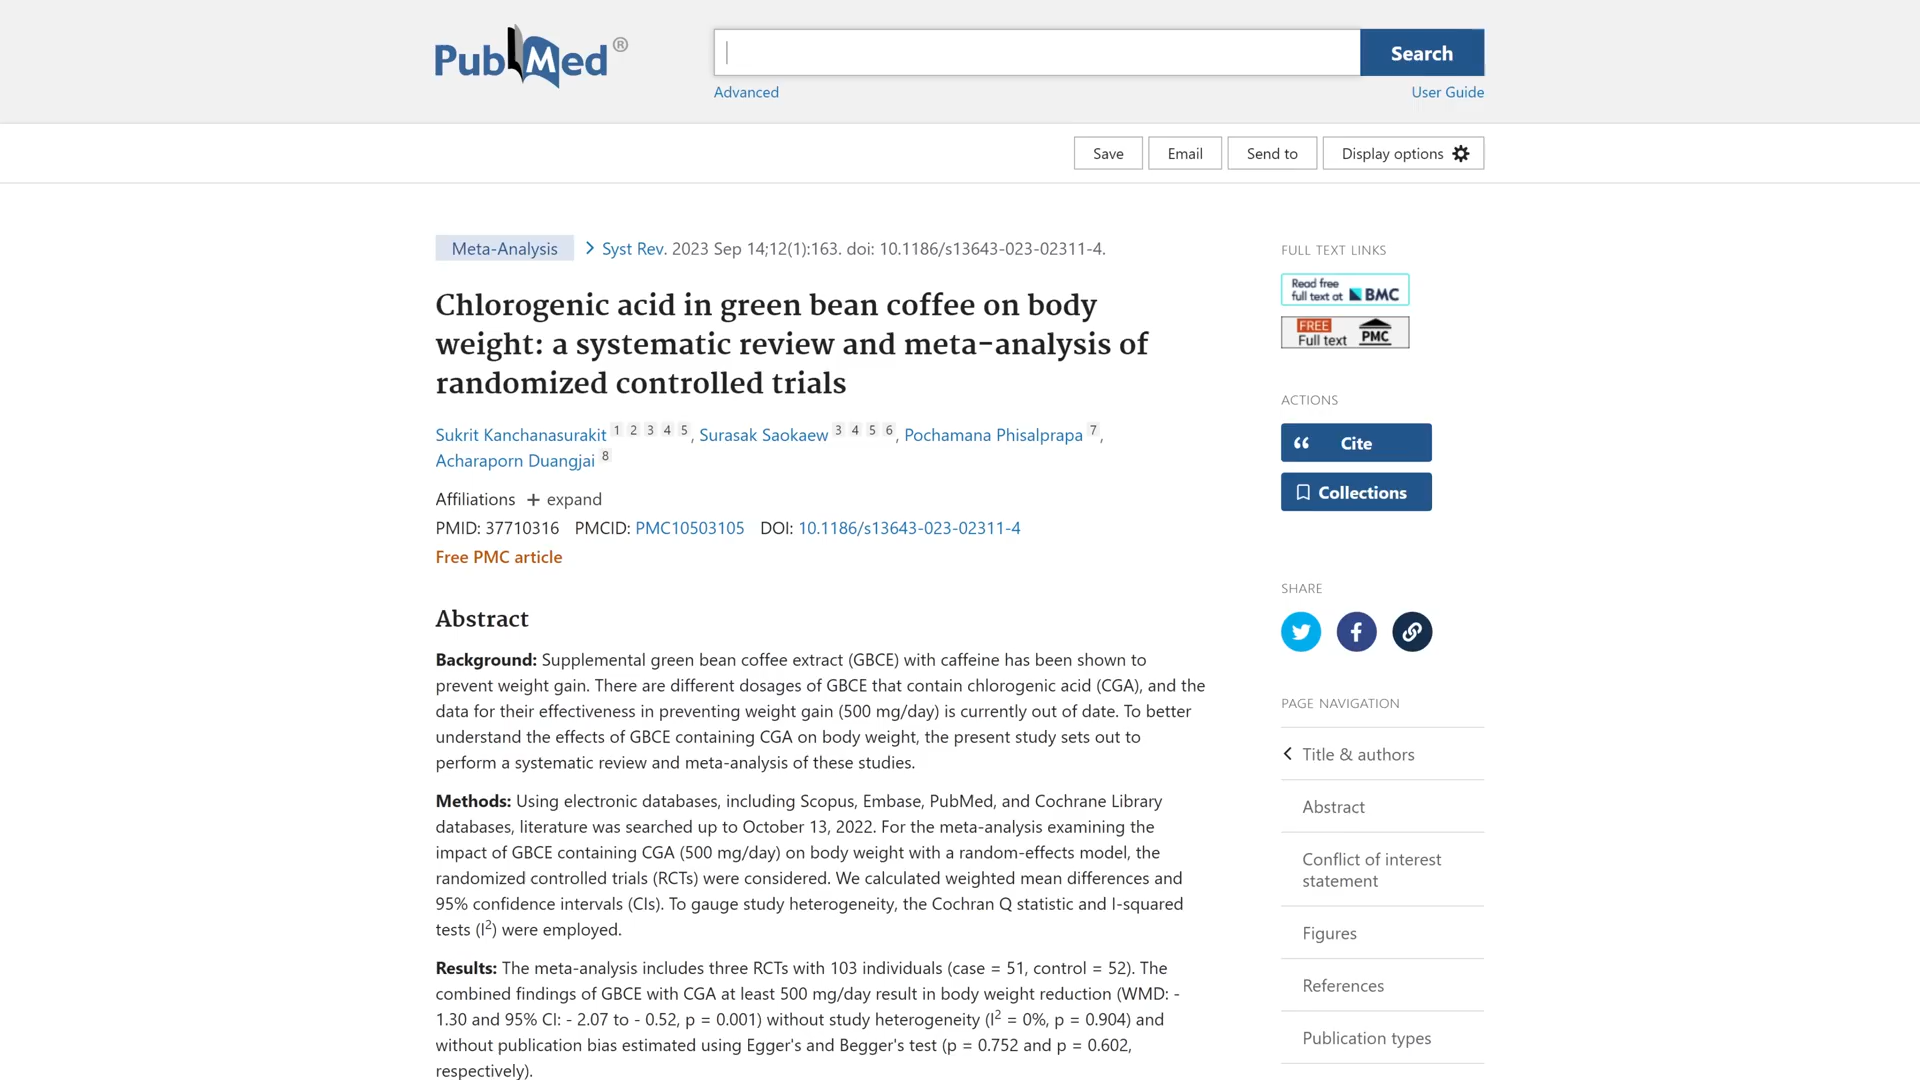 PubMed®
Search
Advanced
User Guide
Save
Email
Send to
Display options
Meta-Analysis
Syst Rev. 2023 Sep 14;12(1):163. doi: 10.1186/s13643-023-02311-4.
Chlorogenic acid in green bean coffee on body
weight: a systematic review and meta-analysis of
randomized controlled trials
Sukrit Kanchanasurakit 1 2 3 4 5, Surasak Saokaew 3 4 5 6, Pochamana Phisalprapa 7,
Acharaporn Duangjai 8
Affiliations + expand
PMID: 37710316 PMCID: PMC10503105 DOI: 10.1186/s13643-023-02311-4
Free PMC article
Abstract
Background: Supplemental green bean coffee extract (GBCE) with caffeine has been shown to
prevent weight gain. There are different dosages of GBCE that contain chlorogenic acid (CGA), and the
data for their effectiveness in preventing weight gain (500 mg/day) is currently out of date. To better
understand the effects of GBCE containing CGA on body weight, the present study sets out to
perform a systematic review and meta-analysis of these studies.
Methods: Using electronic databases, including Scopus, Embase, PubMed, and Cochrane Library
databases, literature was searched up to October 13, 2022. For the meta-analysis examining the
impact of GBCE containing CGA (500 mg/day) on body weight with a random-effects model, the
randomized controlled trials (RCTs) were considered. We calculated weighted mean differences and
95% confidence intervals (CIs). To gauge study heterogeneity, the Cochran Q statistic and I-squared
tests (I²) were employed.
Results: The meta-analysis includes three RCTs with 103 individuals (case = 51, control = 52). The
combined findings of GBCE with CGA at least 500 mg/day result in body weight reduction (WMD: -
1.30 and 95% CI: - 2.07 to - 0.52, p = 0.001) without study heterogeneity (I² = 0%, p = 0.904) and
without publication bias estimated using Egger's and Begger's test (p = 0.752 and p = 0.602,
respectively).
FULL TEXT LINKS
Read free
full text at BMC
FREE
Full text PMC
ACTIONS
Cite
Collections
SHARE
PAGE NAVIGATION
Title & authors
Abstract
Conflict of interest
statement
Figures
References
Publication types